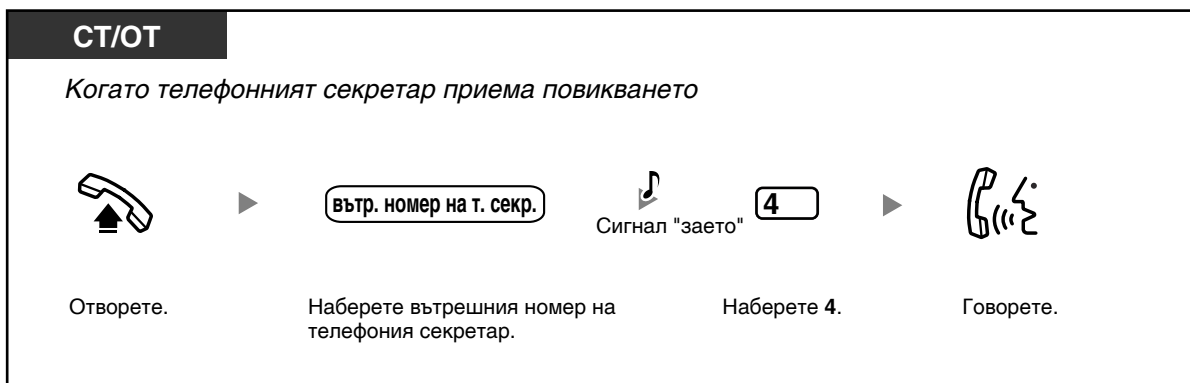 СТ/ОТ
Когато телефонният секретар приема повикването
вътр. номер на т. секр.
Сигнал "заето"
4
Отворете.
Наберете вътрешния номер на
телефония секретар.
Наберете 4.
Говорете.